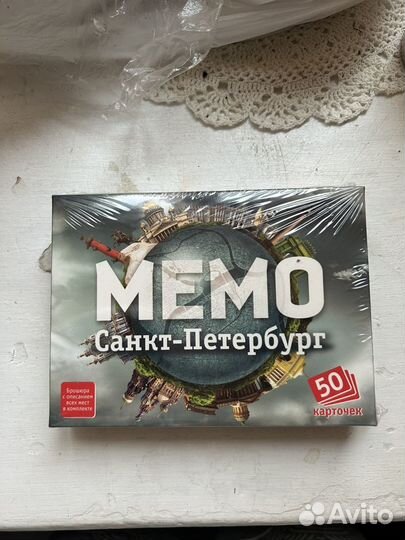 МЕМО
Санкт-Петербург
Брошюра
с описанием
всех мест
в комплекте
50
карточек
Avito